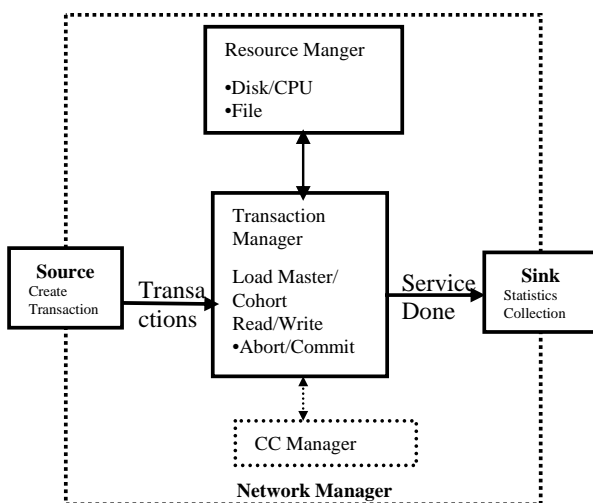 Resource Manger
•Disk/CPU
•File
Transaction
Manager
Load Master/
Cohort
Read/Write
•Abort/Commit
Source
Create
Transaction
Transa
ctions
Service
Done
Sink
Statistics
Collection
CC Manager
Network Manager